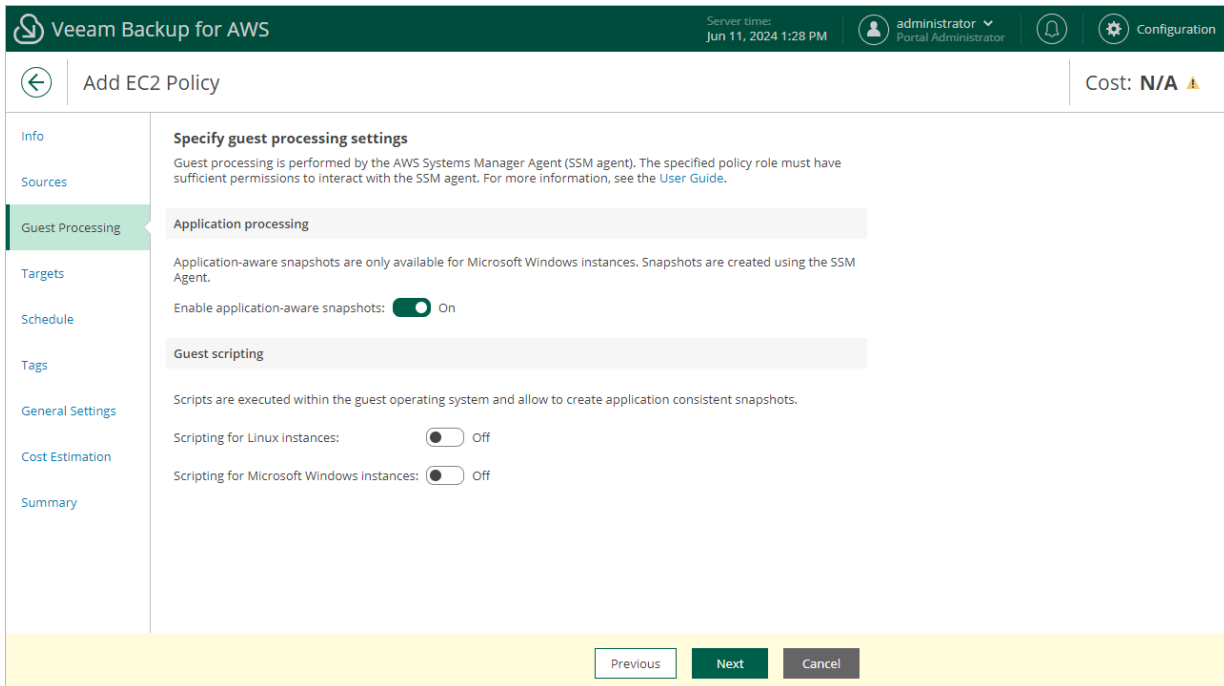 Veeam Backup for AWS
Server time:
Jun 11, 2024 1:28 PM
administrator
Portal Administrator
Configuration
Add EC2 Policy
Cost: N/A
Info
Sources
Guest Processing
Targets
Schedule
Tags
General Settings
Cost Estimation
Summary
Specify guest processing settings
Guest processing is performed by the AWS Systems Manager Agent (SSM agent). The specified policy role must have
sufficient permissions to interact with the SSM agent. For more information, see the User Guide.
Application processing
Application-aware snapshots are only available for Microsoft Windows instances. Snapshots are created using the SSM
Agent.
Enable application-aware snapshots: On
Guest scripting
Scripts are executed within the guest operating system and allow to create application consistent snapshots.
Scripting for Linux instances: Off
Scripting for Microsoft Windows instances: Off
Previous
Next
Cancel